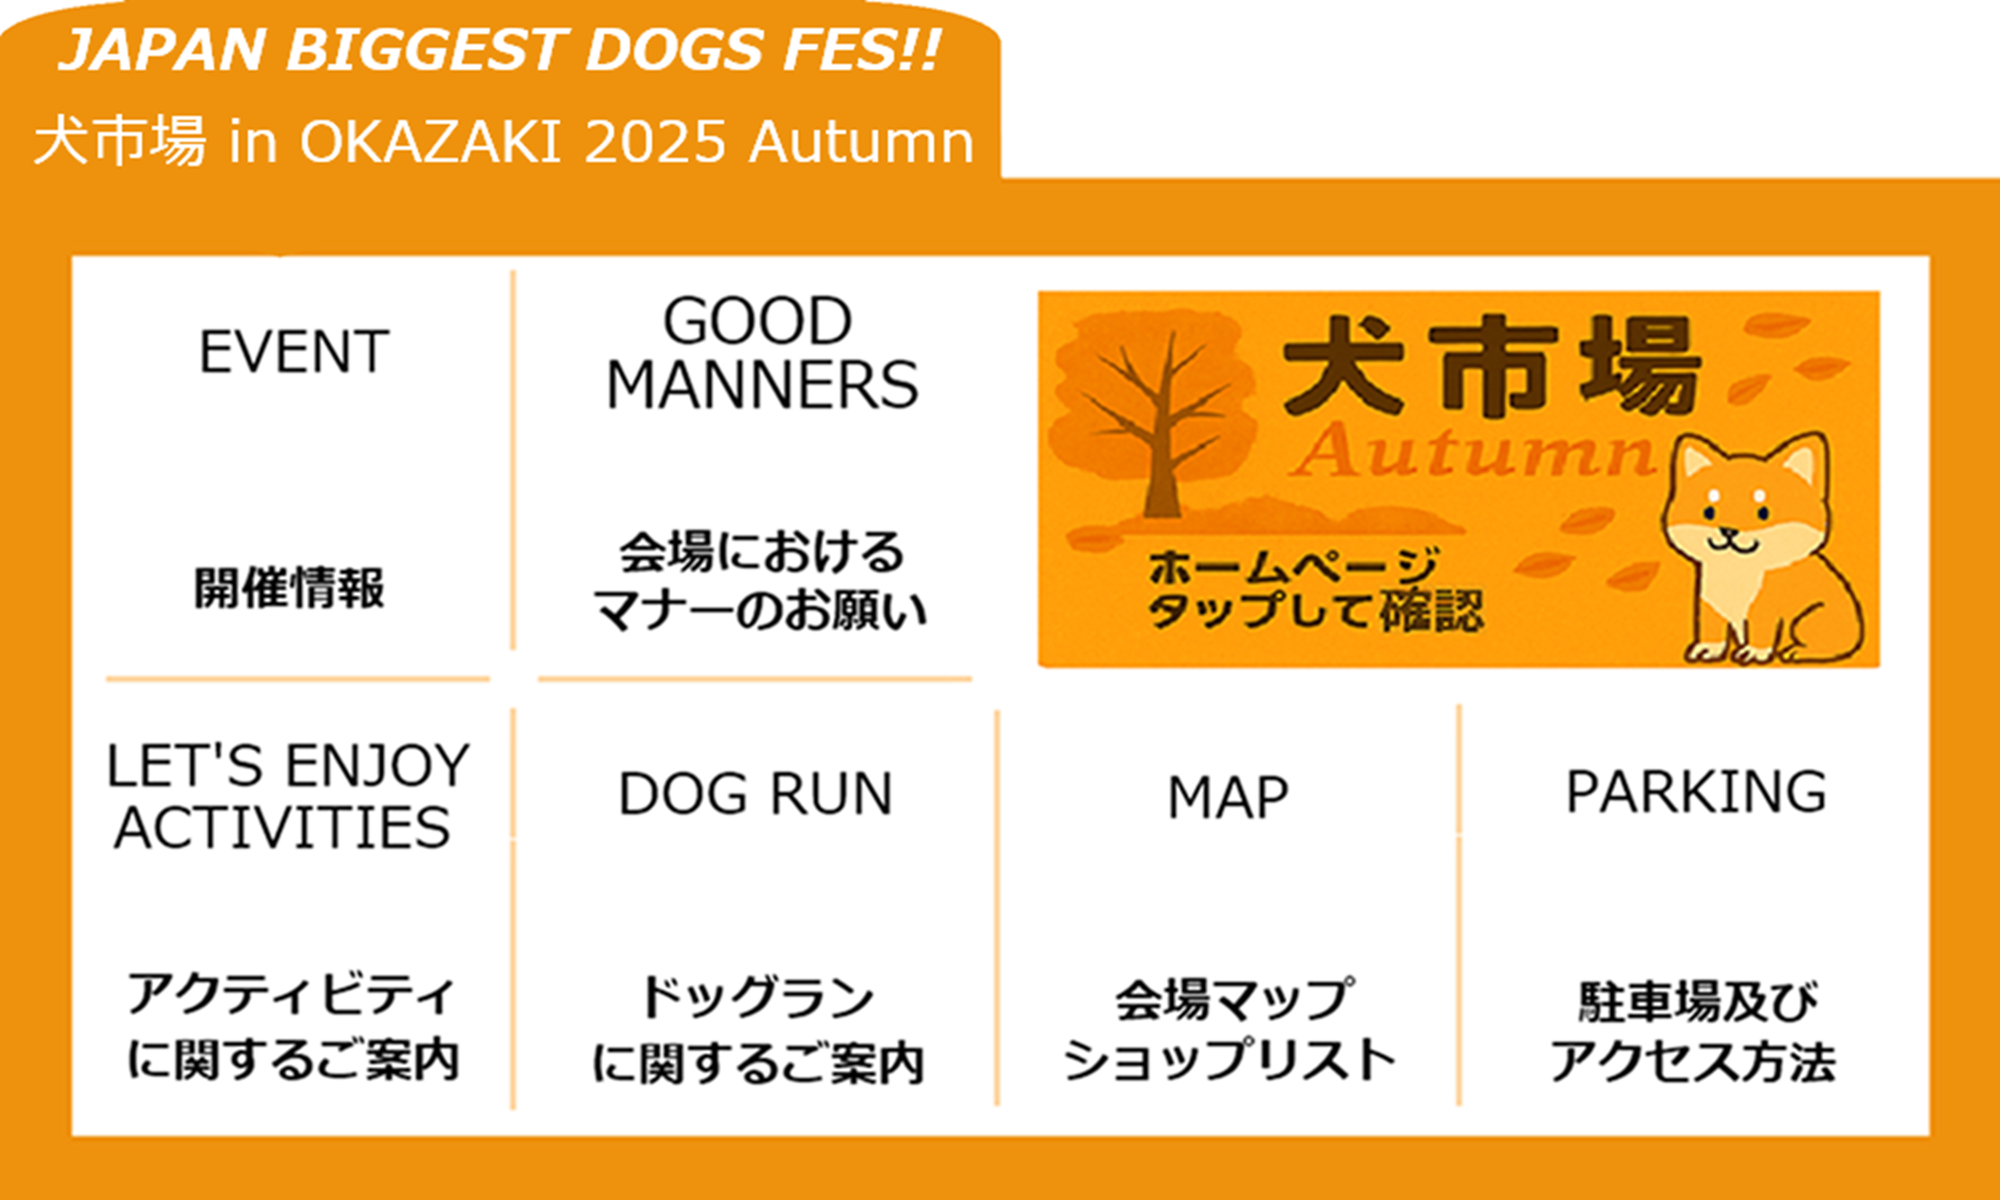 JAPAN BIGGEST DOGS FES!!
犬市場 in OKAZAKI 2025 Autumn
EVENT
開催情報
GOOD
MANNERS
会場における
マナーのお願い
犬市場
Autumn
ホームページ
タップして確認
LET'S ENJOY
ACTIVITIES
アクティビティ
に関するご案内
DOG RUN
ドッグラン
に関するご案内
MAP
会場マップ
ショップリスト
PARKING
駐車場及び
アクセス方法